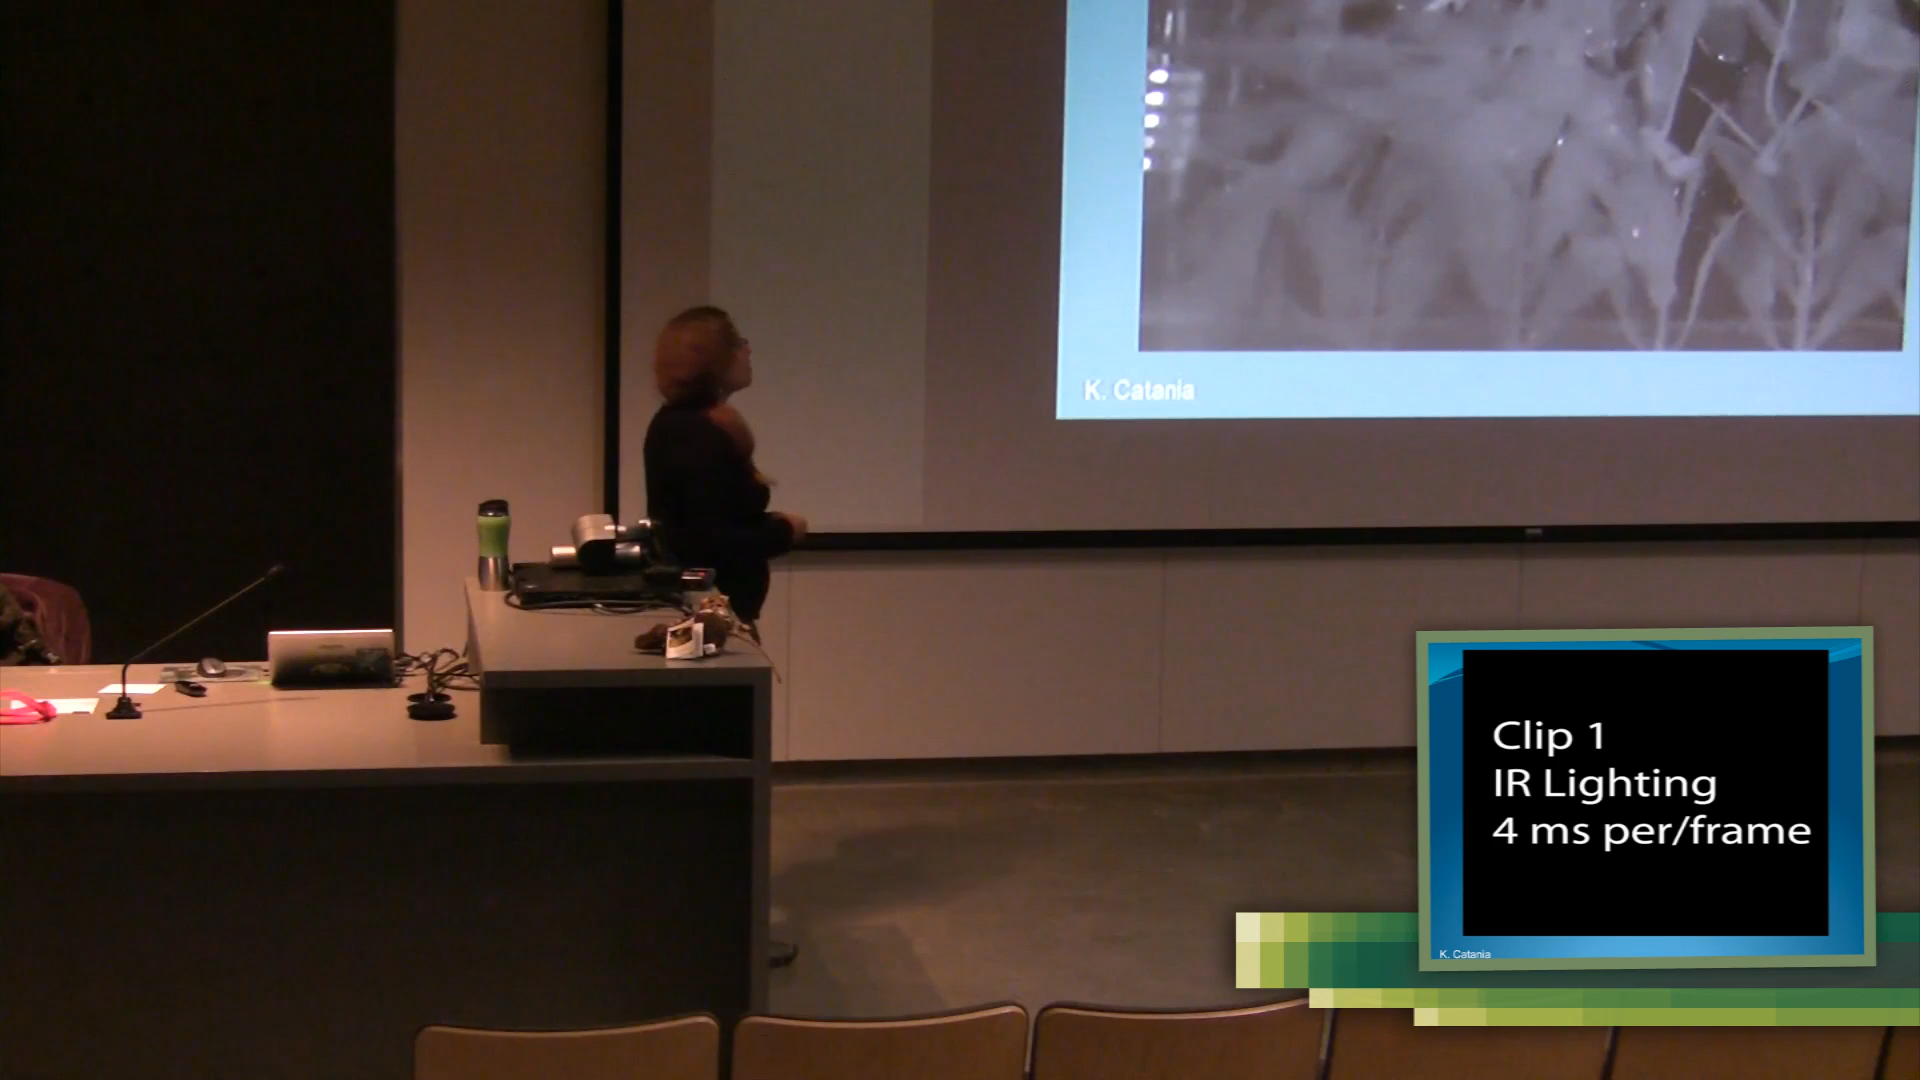 K. Catania
Clip 1
IR Lighting
4 ms per/frame
K. Catania